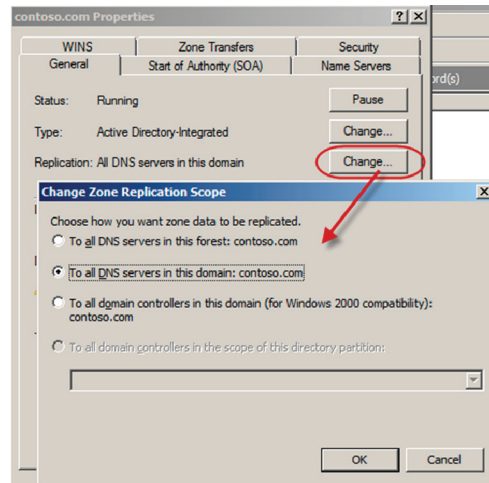 contoso.com Properties
WINS
Zone Transfers
Security
General
Start of Authority (SOA)
Name Servers
ord(s)
Status: Running
Pause
Type: Active Directory-Integrated
Change...
Replication: All DNS servers in this domain
Change...
Change Zone Replication Scope
Choose how you want zone data to be replicated.
To all DNS servers in this forest: contoso.com
To all DNS servers in this domain: contoso.com
To all domain controllers in this domain (for Windows 2000 compatibility):
contoso.com
To all domain controllers in the scope of this directory partition:
OK
Cancel